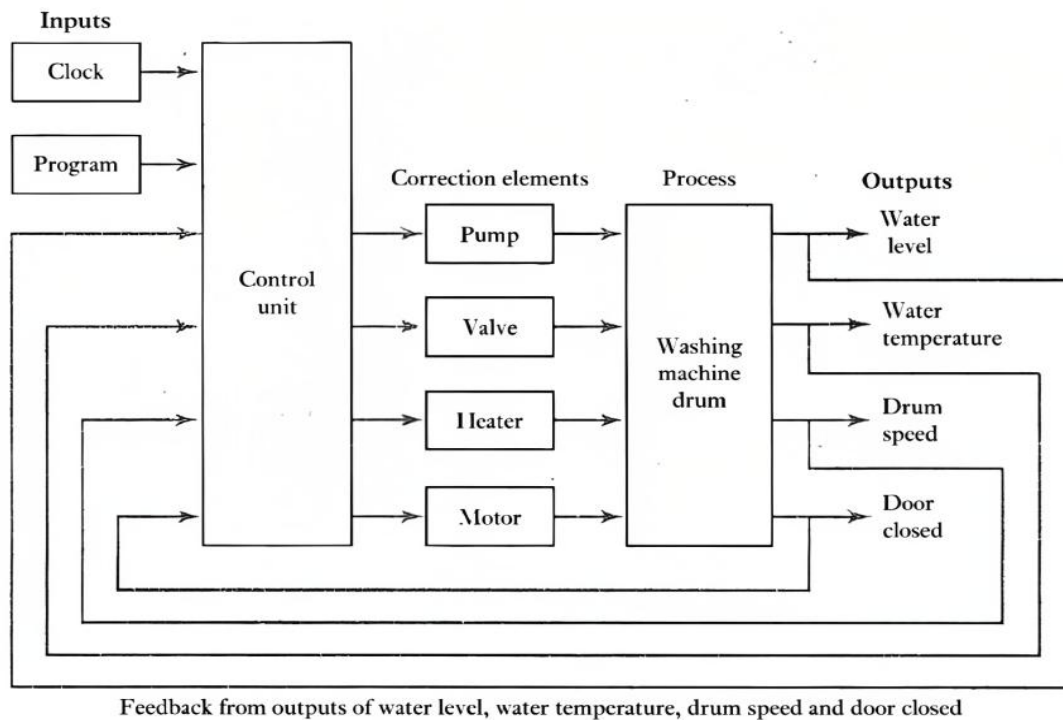 Inputs
Clock
Program
Control
unit
Correction elements
Pump
Valve
Heater
Motor
Process
Washing
machine
drum
Outputs
Water
level
Water
temperature
Drum
speed
Door
closed
Feedback from outputs of water level, water temperature, drum speed and door closed